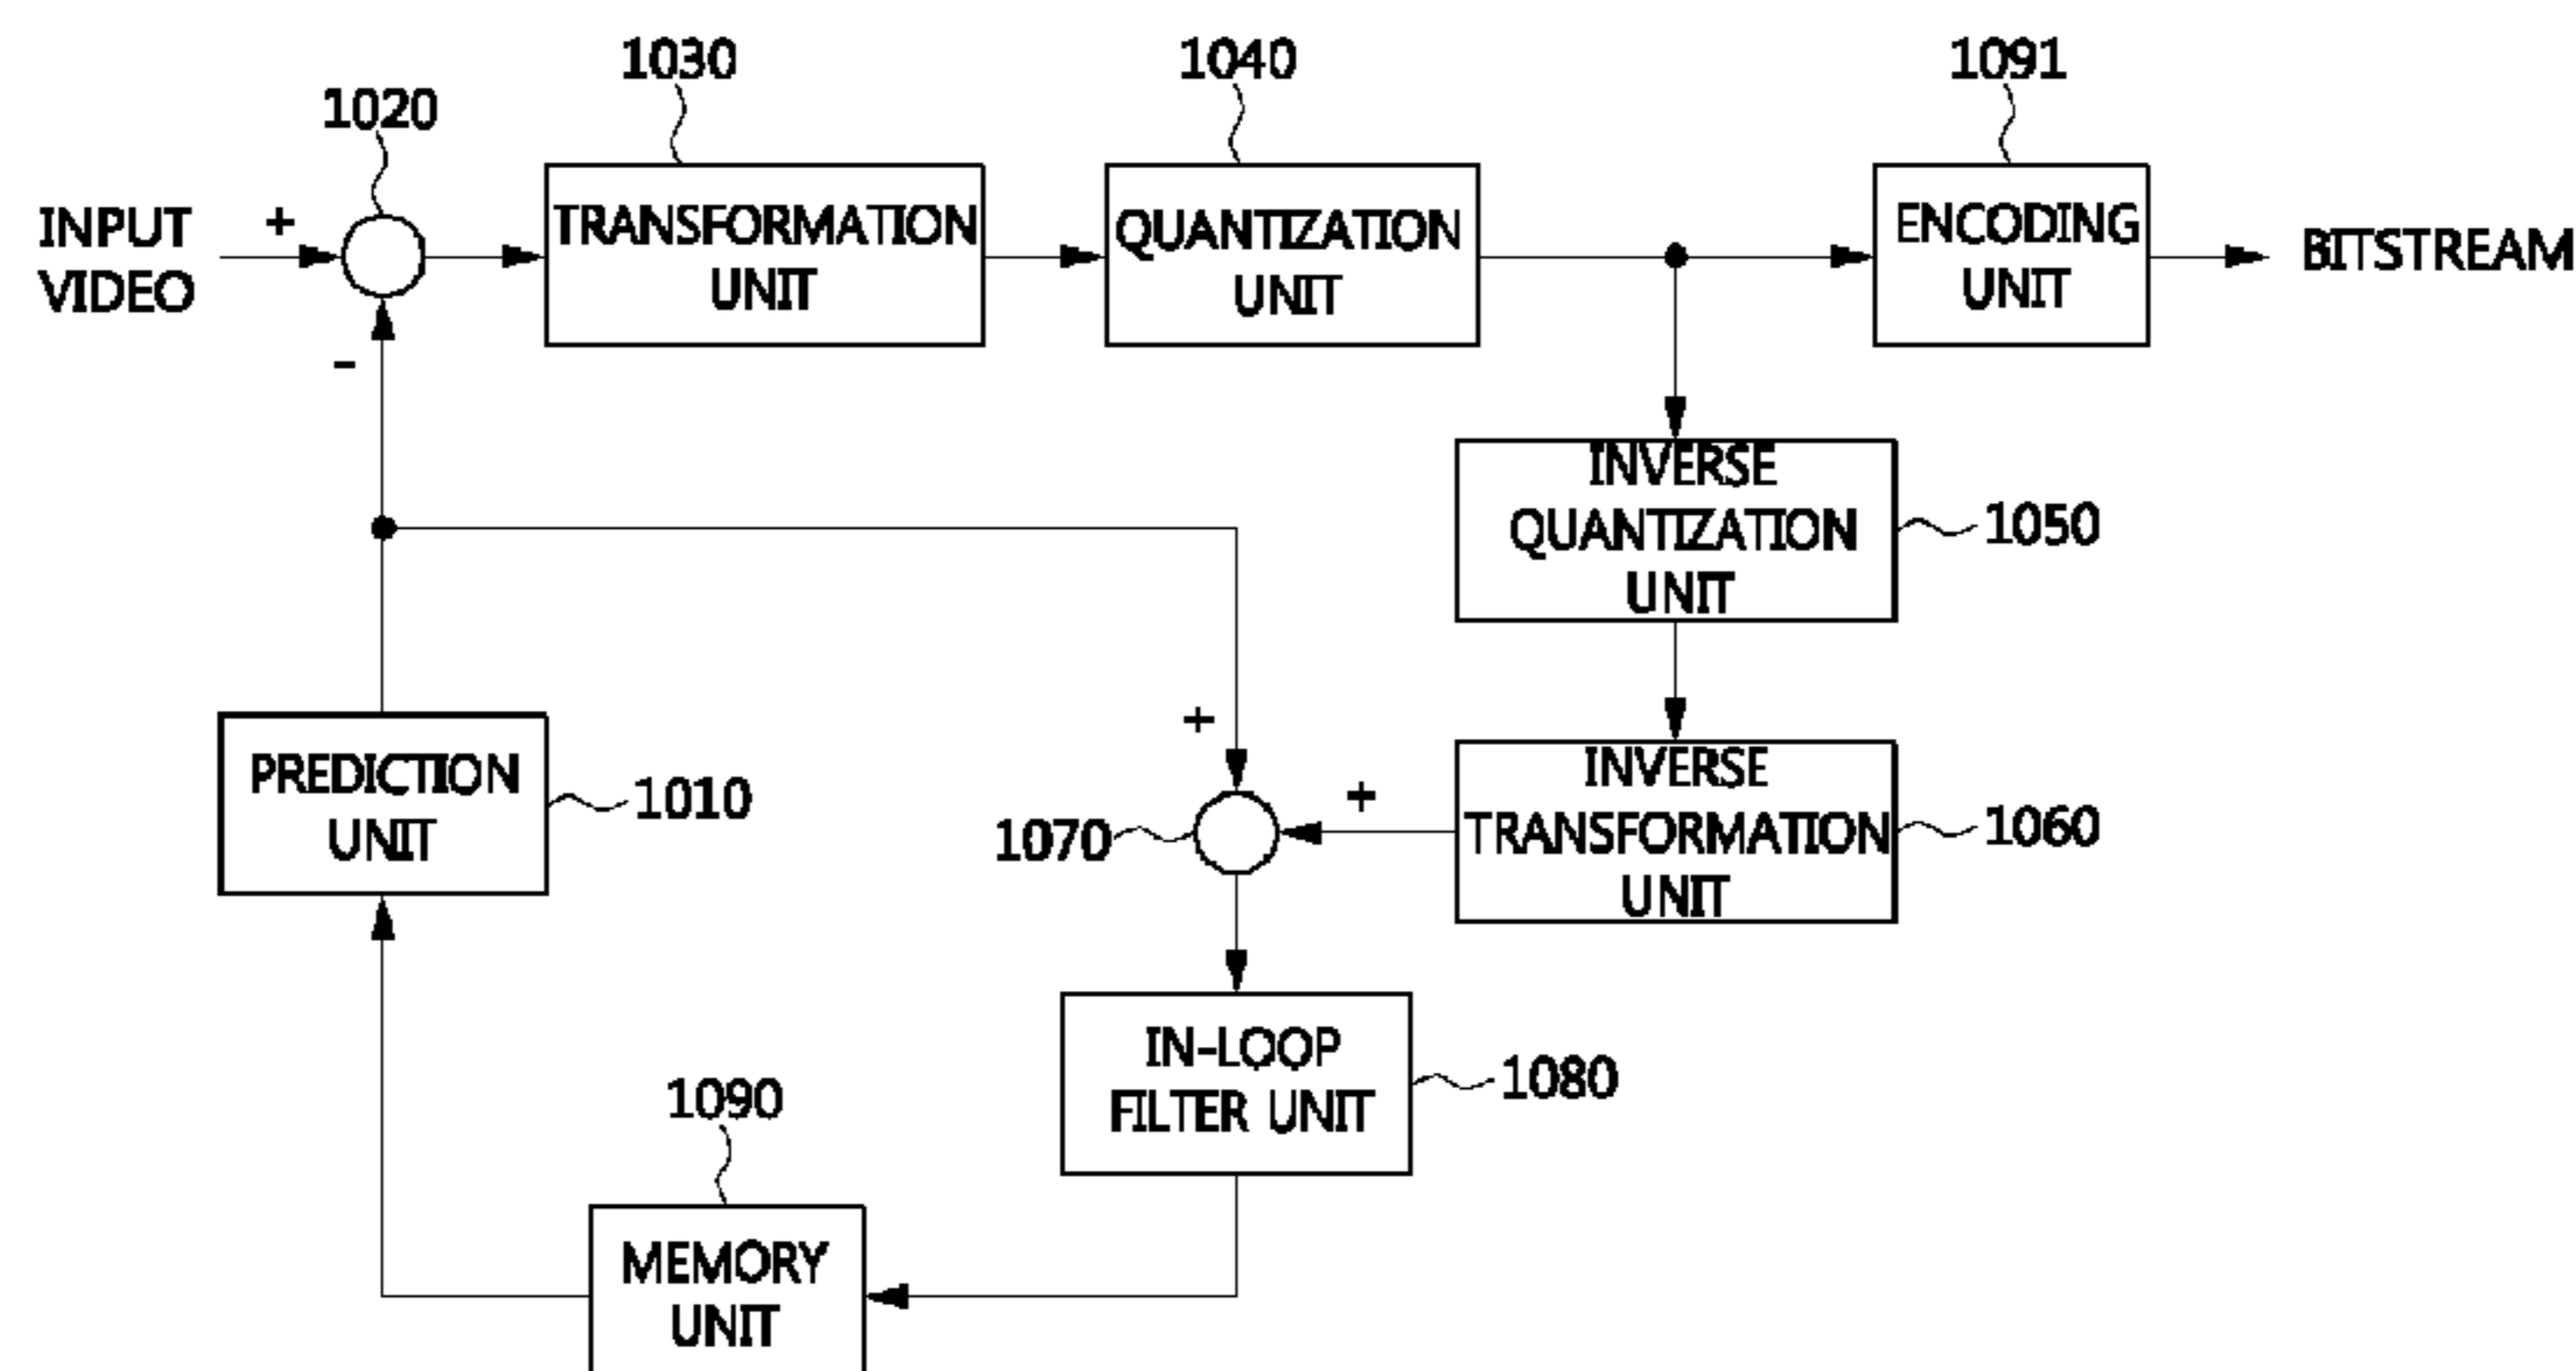 1030
1040
1091
1020
INPUT
VIDEO
+
-
TRANSFORMATION
UNIT
QUANTIZATION
UNIT
ENCODING
UNIT
BITSTREAM
INVERSE
QUANTIZATION
UNIT
1050
PREDICTION
UNIT
1010
+
+
1070
INVERSE
TRANSFORMATION
UNIT
1060
IN-LOOP
FILTER UNIT
1080
1090
MEMORY
UNIT